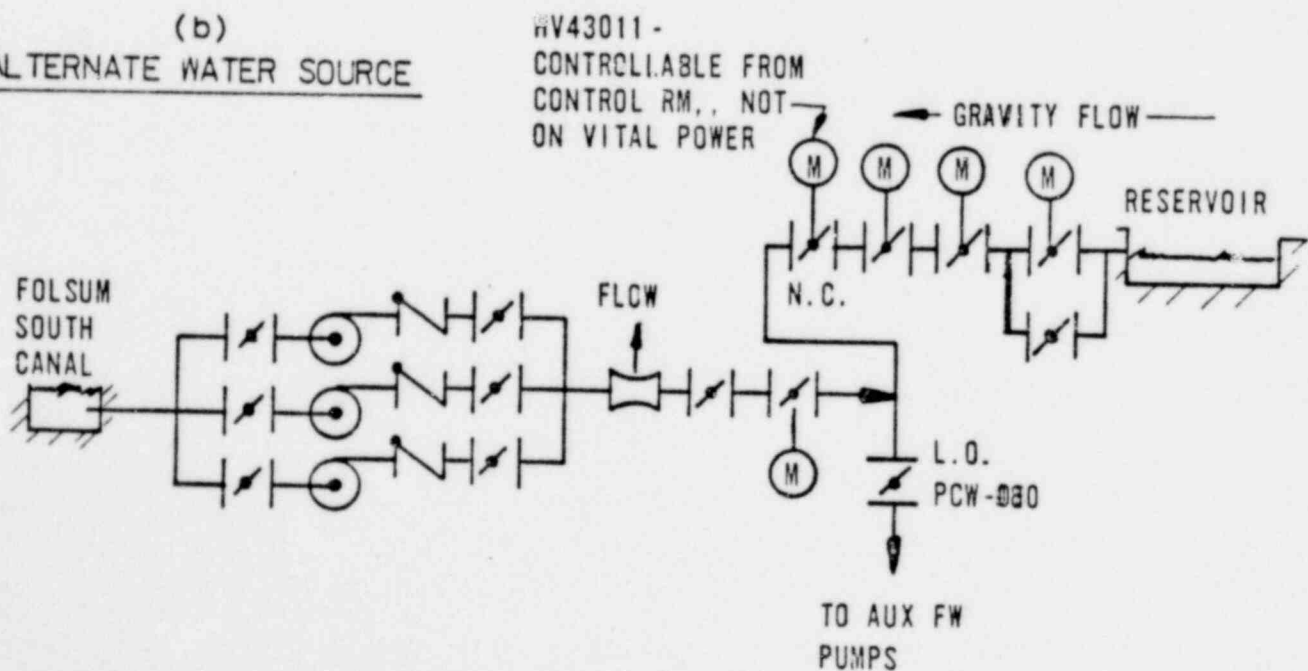 (b)
ALTERNATE WATER SOURCE
HV43011 -
CONTROLLABLE FROM
CONTROL RM,, NOT
ON VITAL POWER
GRAVITY FLOW
M
M
M
M
RESERVOIR
N.C.
FOLSUM
SOUTH
CANAL
FLOW
M
L.O.
PCW-080
TO AUX FW
PUMPS